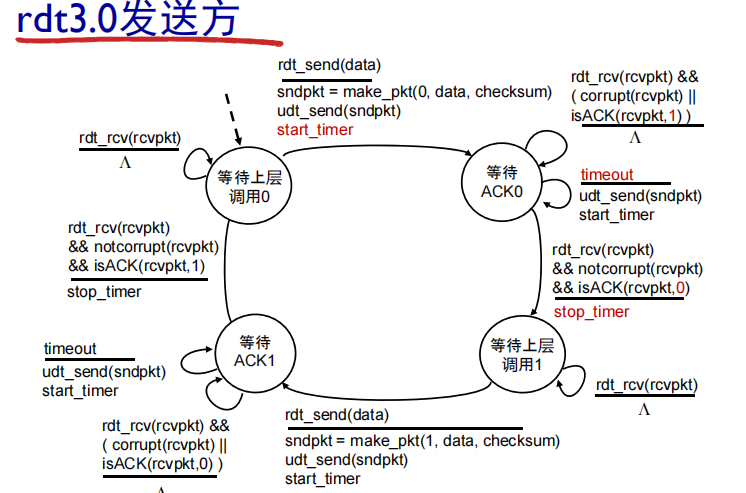 rdt3.0发送方
rdt_send(data)
sndpkt = make_pkt(0, data, checksum)
udt_send(sndpkt)
start_timer
rdt_rcv(rcvpkt) &&
( corrupt(rcvpkt) ||
isACK(rcvpkt,1) )
Λ
rdt_rcv(rcvpkt)
Λ
等待上层
调用0
等待
ACK0
timeout
udt_send(sndpkt)
start_timer
rdt_rcv(rcvpkt)
&& notcorrupt(rcvpkt)
&& isACK(rcvpkt,1)
stop_timer
rdt_rcv(rcvpkt)
&& notcorrupt(rcvpkt)
&& isACK(rcvpkt,0)
stop_timer
等待
ACK1
等待上层
调用1
timeout
udt_send(sndpkt)
start_timer
rdt_rcv(rcvpkt)
Λ
rdt_rcv(rcvpkt) &&
( corrupt(rcvpkt) ||
isACK(rcvpkt,0) )
Λ
rdt_send(data)
sndpkt = make_pkt(1, data, checksum)
udt_send(sndpkt)
start_timer